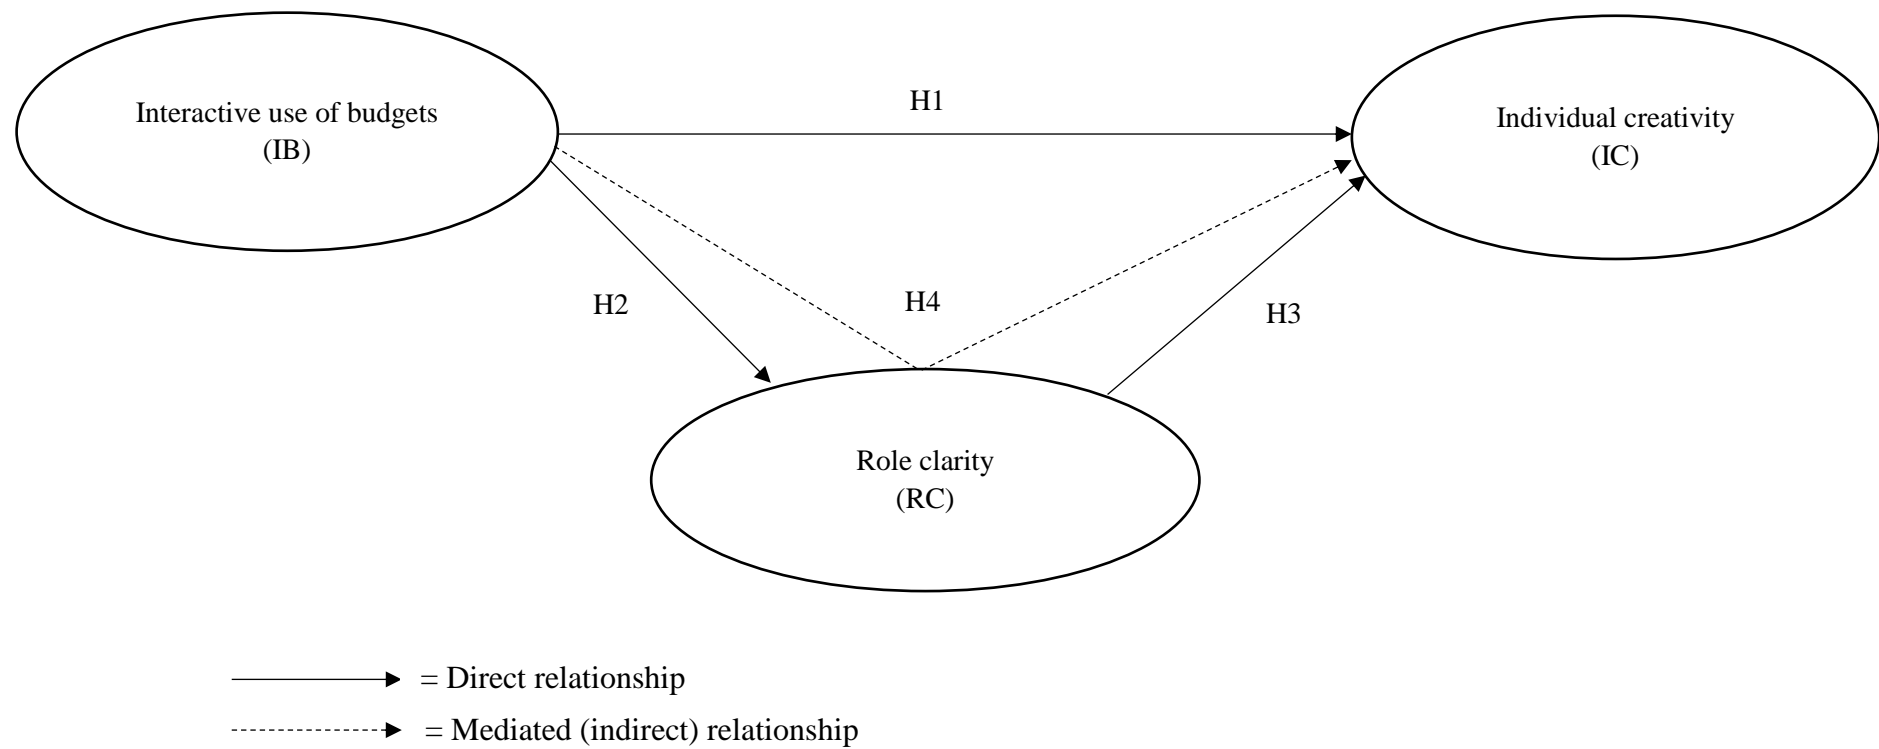 Interactive use of budgets
(IB)
H1
Individual creativity
(IC)
H2
H4
H3
Role clarity
(RC)
= Direct relationship
= Mediated (indirect) relationship